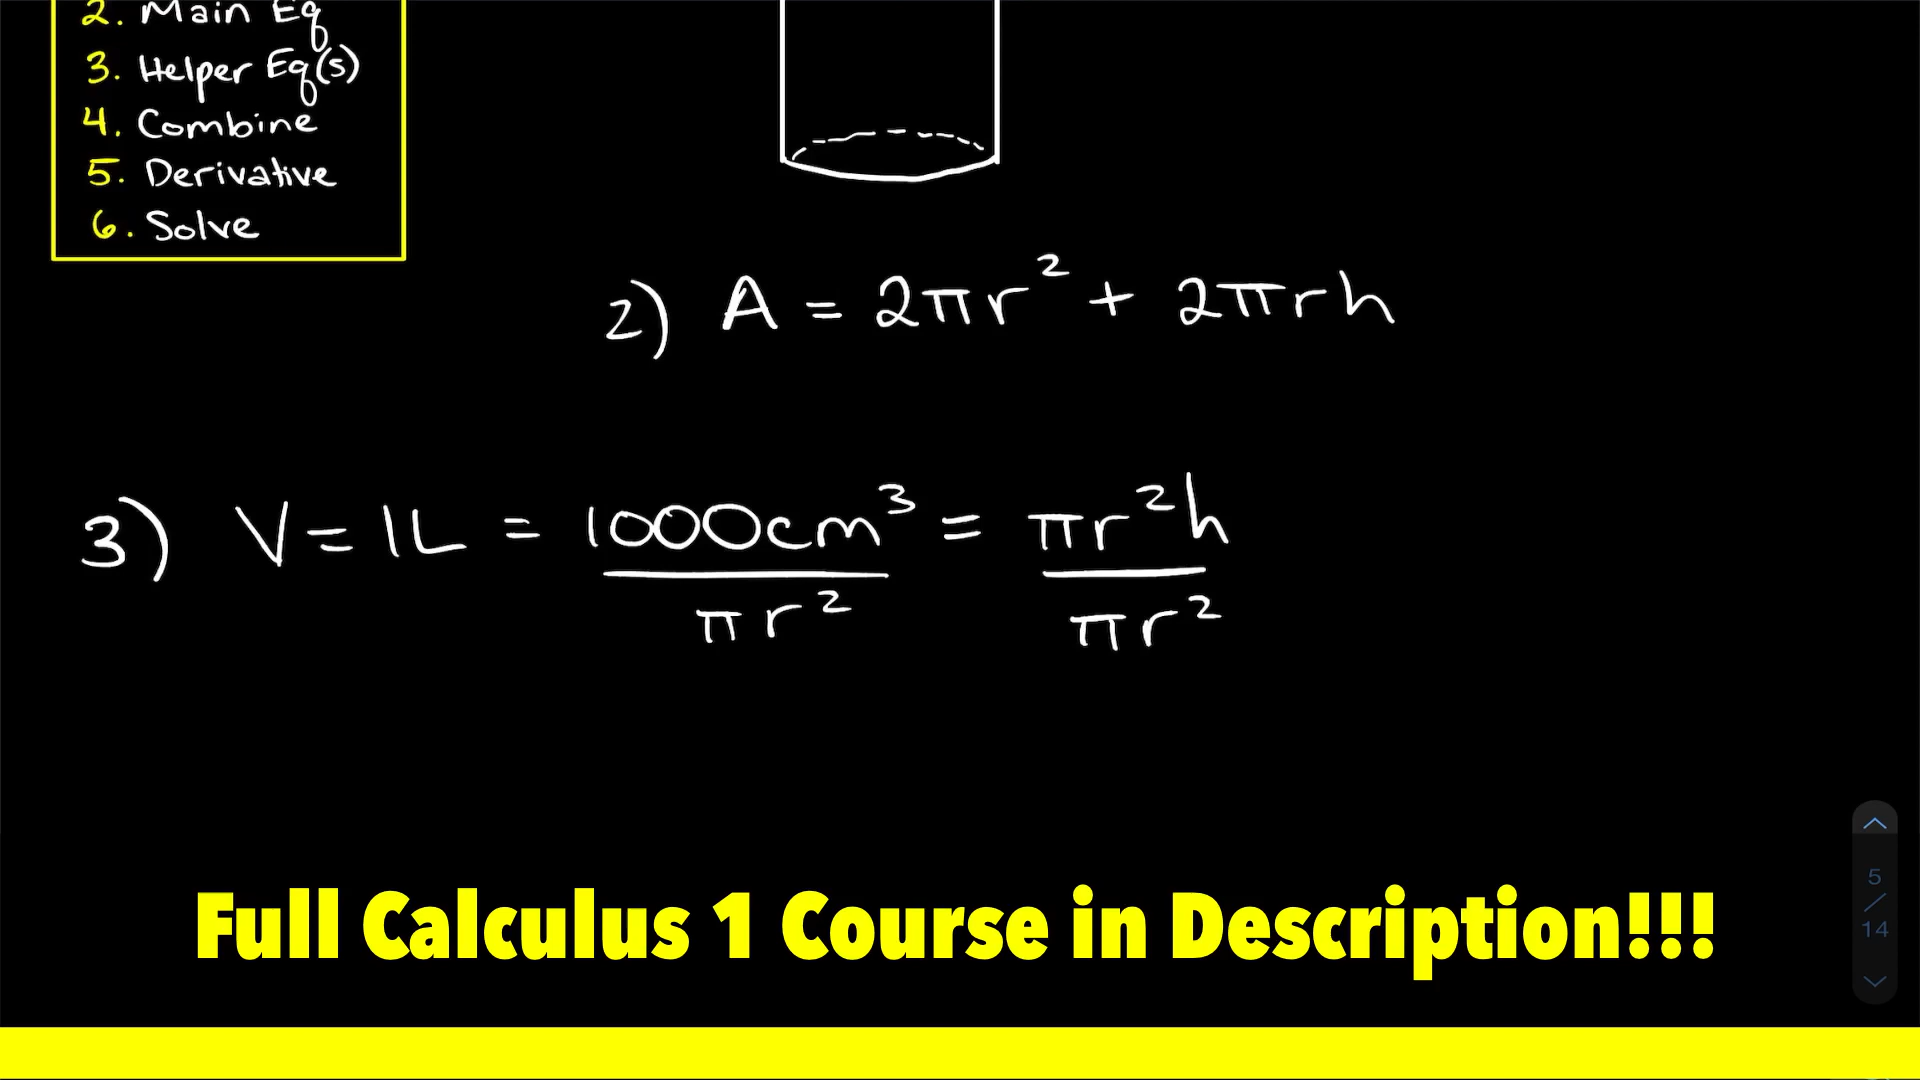 2. Main Eq
3. Helper Eq(s)
4. Combine
5. Derivative
6. Solve
2) A = 2πr² + 2πrh
3) V = 1L = 1000cm³ = πr²h
πr² πr²
Full Calculus 1 Course in Description!!!
5
/
14